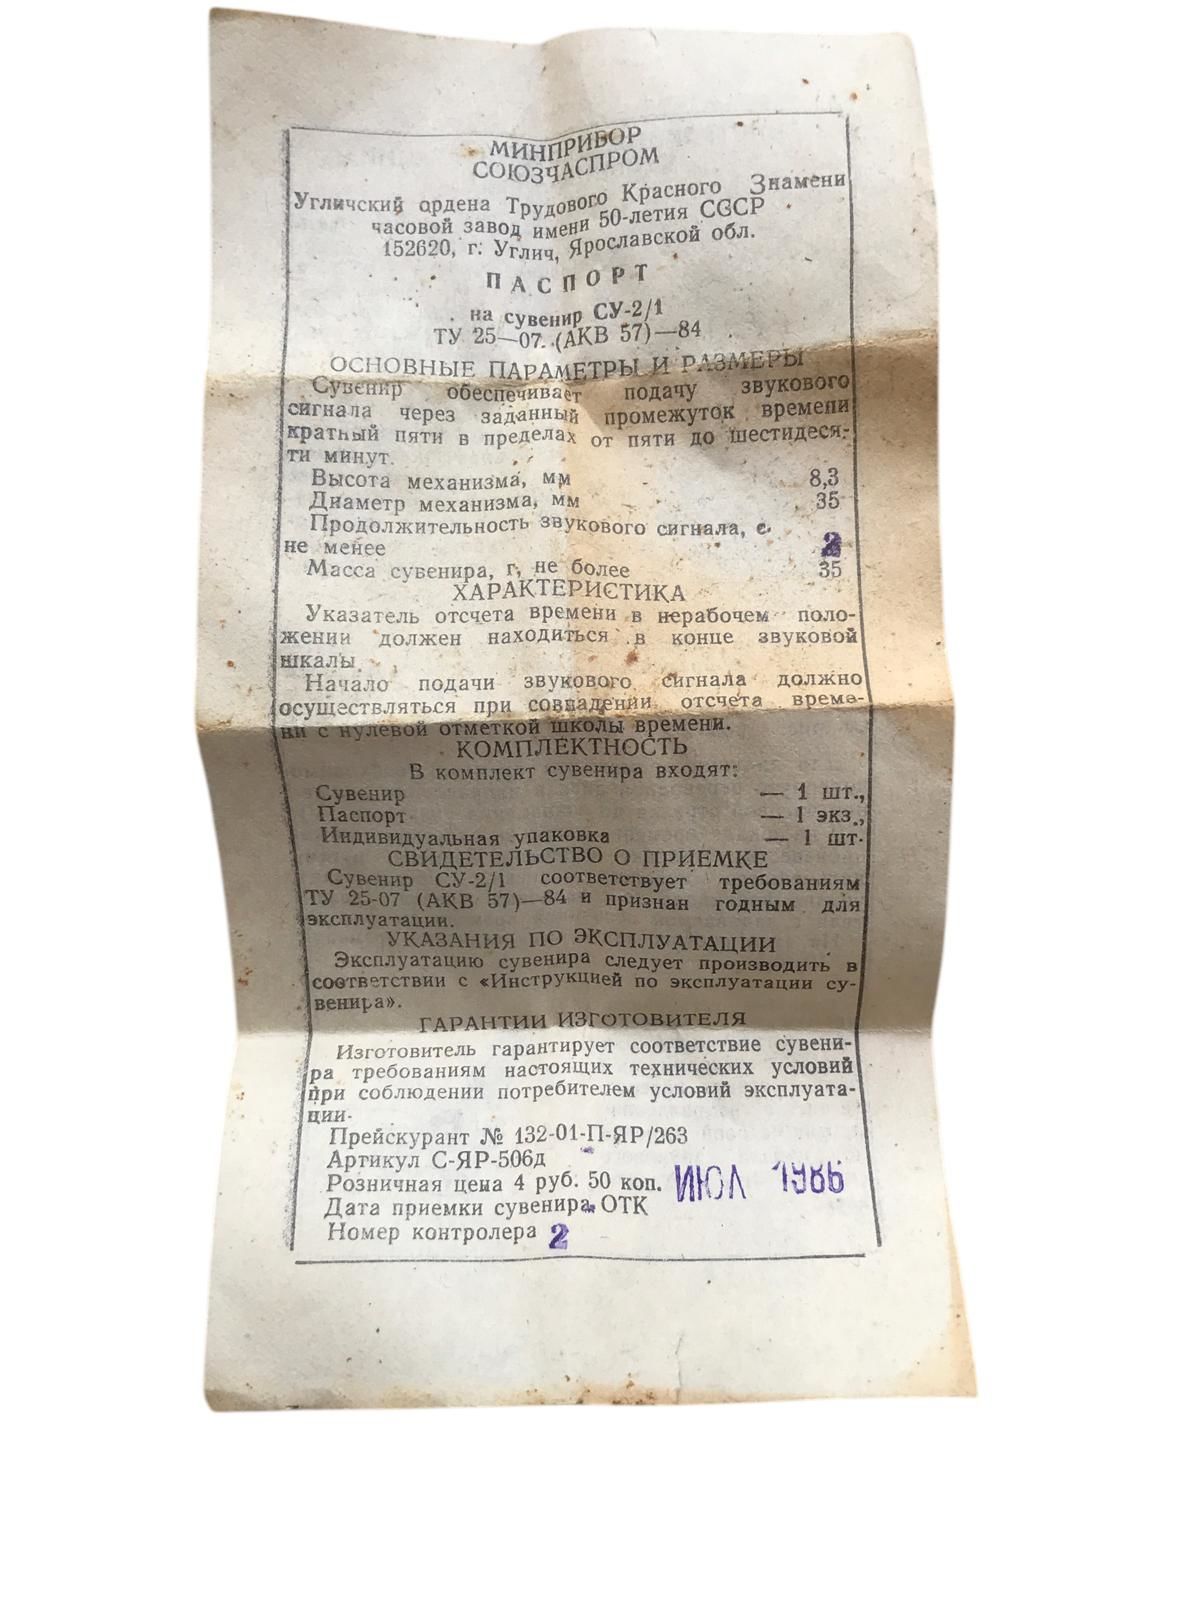 МИНПРИБОР
СОЮЗЧАСПРОМ
Угличский ордена Трудового Красного Знамени
часовой завод имени 50-летия СССР
152620, г. Углич, Ярославской обл.
ПАСПОРТ
на сувенир СУ-2/1
ТУ 25—07.(АКВ 57)—84
ОСНОВНЫЕ ПАРАМЕТРЫ И РАЗМЕРЫ
Сувенир обеспечивает подачу звукового
сигнала через заданный промежуток времени
кратный пяти в пределах от пяти до шестидеся-
ти минут.
Высота механизма, мм 8,3
Диаметр механизма, мм 35
Продолжительность звукового сигнала, с.
не менее 2
Масса сувенира, г, не более 35
ХАРАКТЕРИСТИКА
Указатель отсчета времени в нерабочем поло-
жении должен находиться в конце звуковой
шкалы.
Начало подачи звукового сигнала должно
осуществляться при совпадении отсчета време-
ни с нулевой отметкой школы времени.
КОМПЛЕКТНОСТЬ
В комплект сувенира входят:
Сувенир — 1 шт.,
Паспорт — 1 экз.,
Индивидуальная упаковка — 1 шт.
СВИДЕТЕЛЬСТВО О ПРИЕМКЕ
Сувенир СУ-2/1 соответствует требованиям
ТУ 25-07 (АКВ 57)—84 и признан годным для
эксплуатации.
УКАЗАНИЯ ПО ЭКСПЛУАТАЦИИ
Эксплуатацию сувенира следует производить в
соответствии с «Инструкцией по эксплуатации су-
венира».
ГАРАНТИИ ИЗГОТОВИТЕЛЯ
Изготовитель гарантирует соответствие сувени-
ра требованиям настоящих технических условий
при соблюдении потребителем условий эксплуата-
ции.
Прейскурант № 132-01-П-ЯР/263
Артикул С-ЯР-506д
Розничная цена 4 руб. 50 коп. ИЮЛ 1986
Дата приемки сувенира ОТК
Номер контролера 2